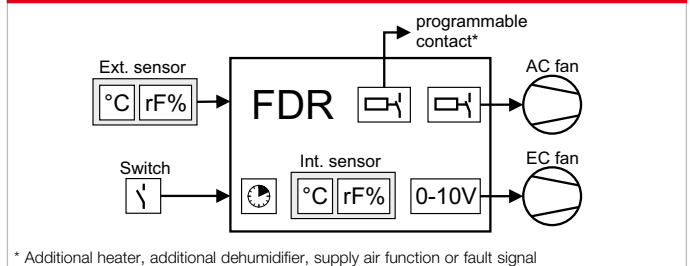 programmable
contact*
Ext. sensor
AC fan
°C rF%
FDR
Switch
Int. sensor
EC fan
°C rF%
0-10V
* Additional heater, additional dehumidifier, supply air function or fault signal